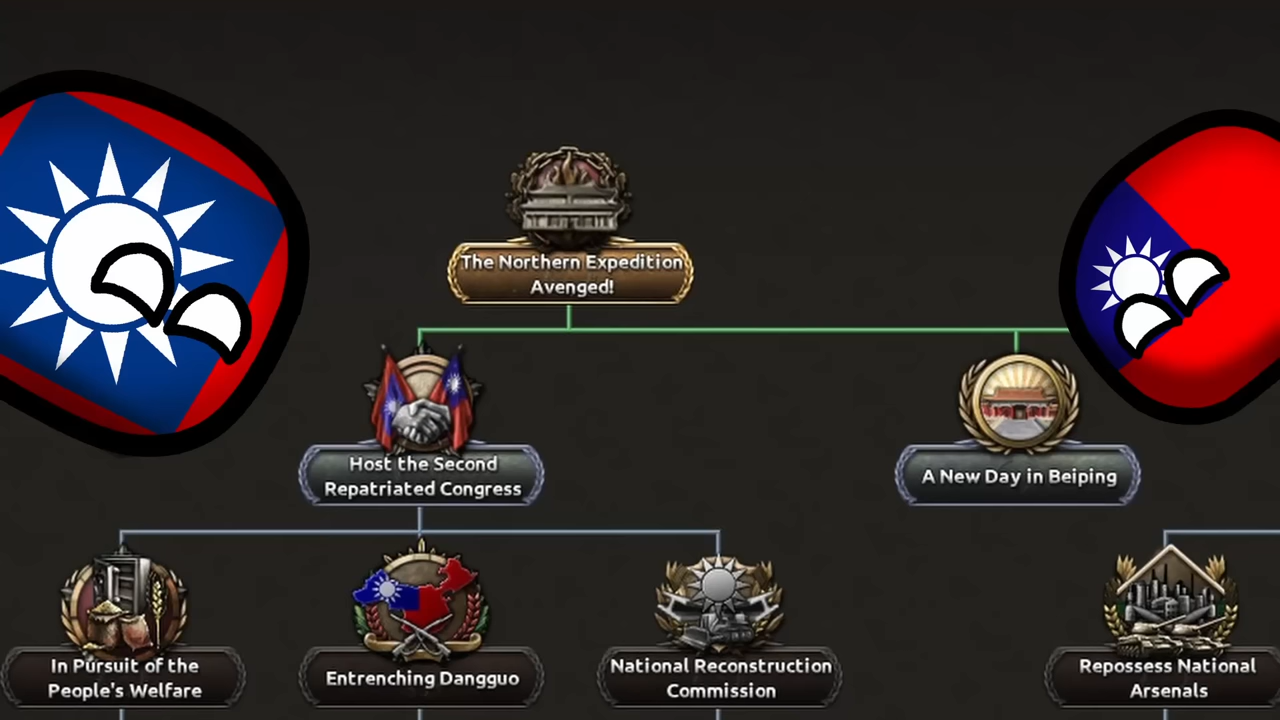 The Northern Expedition
Avenged!
Host the Second
Repatriated Congress
A New Day in Beiping
In Pursuit of the
People's Welfare
Entrenching Dangguo
National Reconstruction
Commission
Repossess National
Arsenals